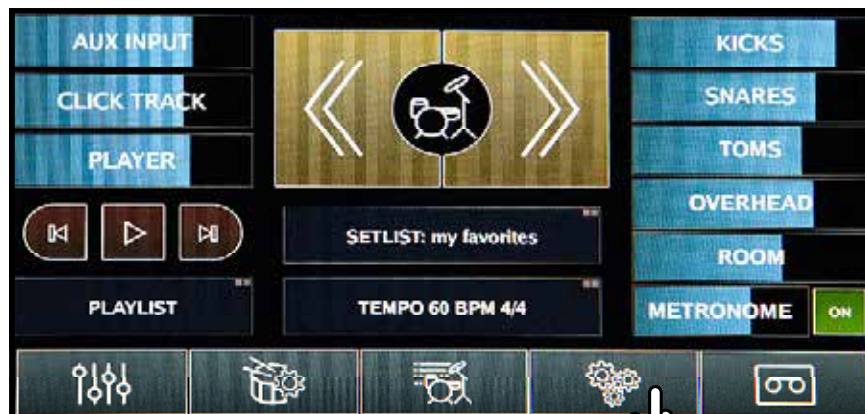 AUX INPUT
CLICK TRACK
PLAYER
PLAYLIST
SETLIST: my favorites
TEMPO 60 BPM 4/4
KICKS
SNARES
TOMS
OVERHEAD
ROOM
METRONOME ON